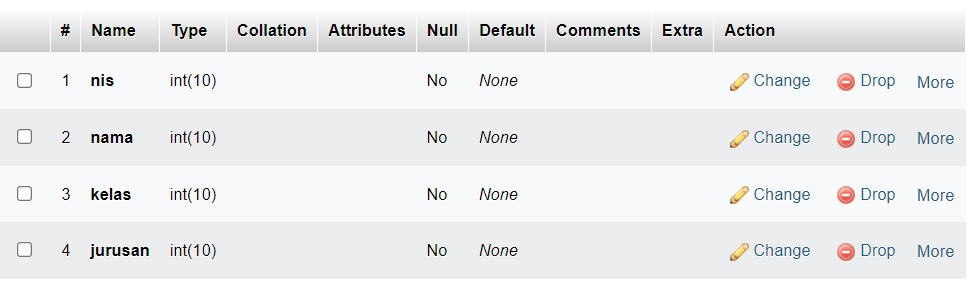 # Name Type Collation Attributes Null Default Comments Extra Action
1 nis int(10) No None Change Drop More
2 nama int(10) No None Change Drop More
3 kelas int(10) No None Change Drop More
4 jurusan int(10) No None Change Drop More